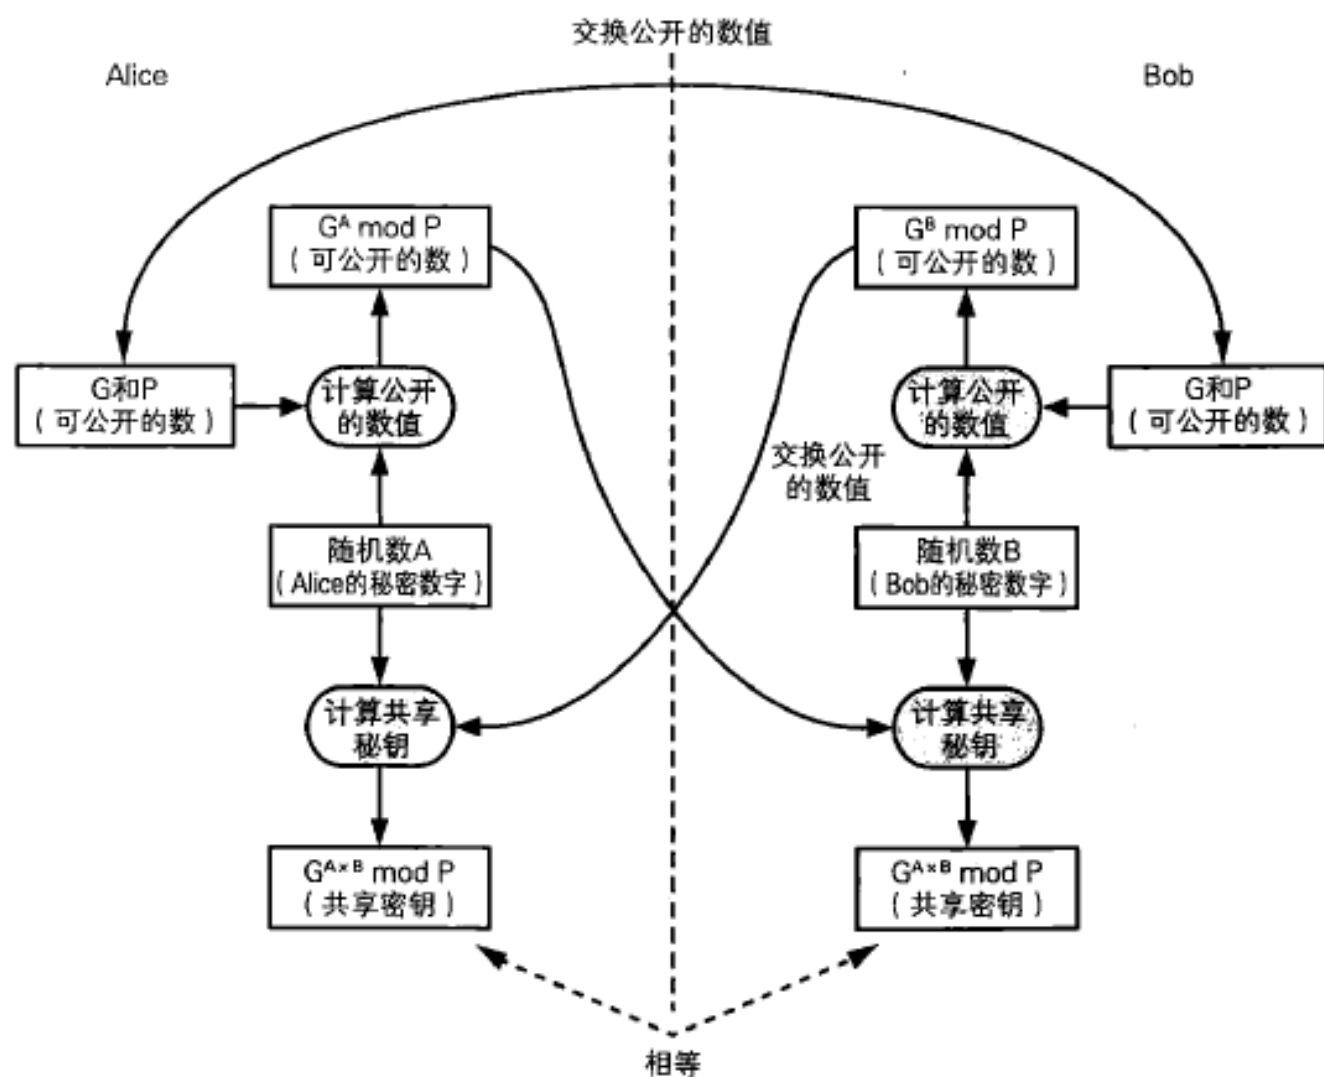 交换公开的数值
Alice
Bob
G^A mod P
（可公开的数）
G^B mod P
（可公开的数）
G和P
（可公开的数）
计算公开
的数值
计算公开
的数值
G和P
（可公开的数）
交换公开
的数值
随机数A
（Alice的秘密数字）
随机数B
（Bob的秘密数字）
计算共享
秘钥
计算共享
秘钥
G^A×B mod P
（共享密钥）
G^A×B mod P
（共享密钥）
相等